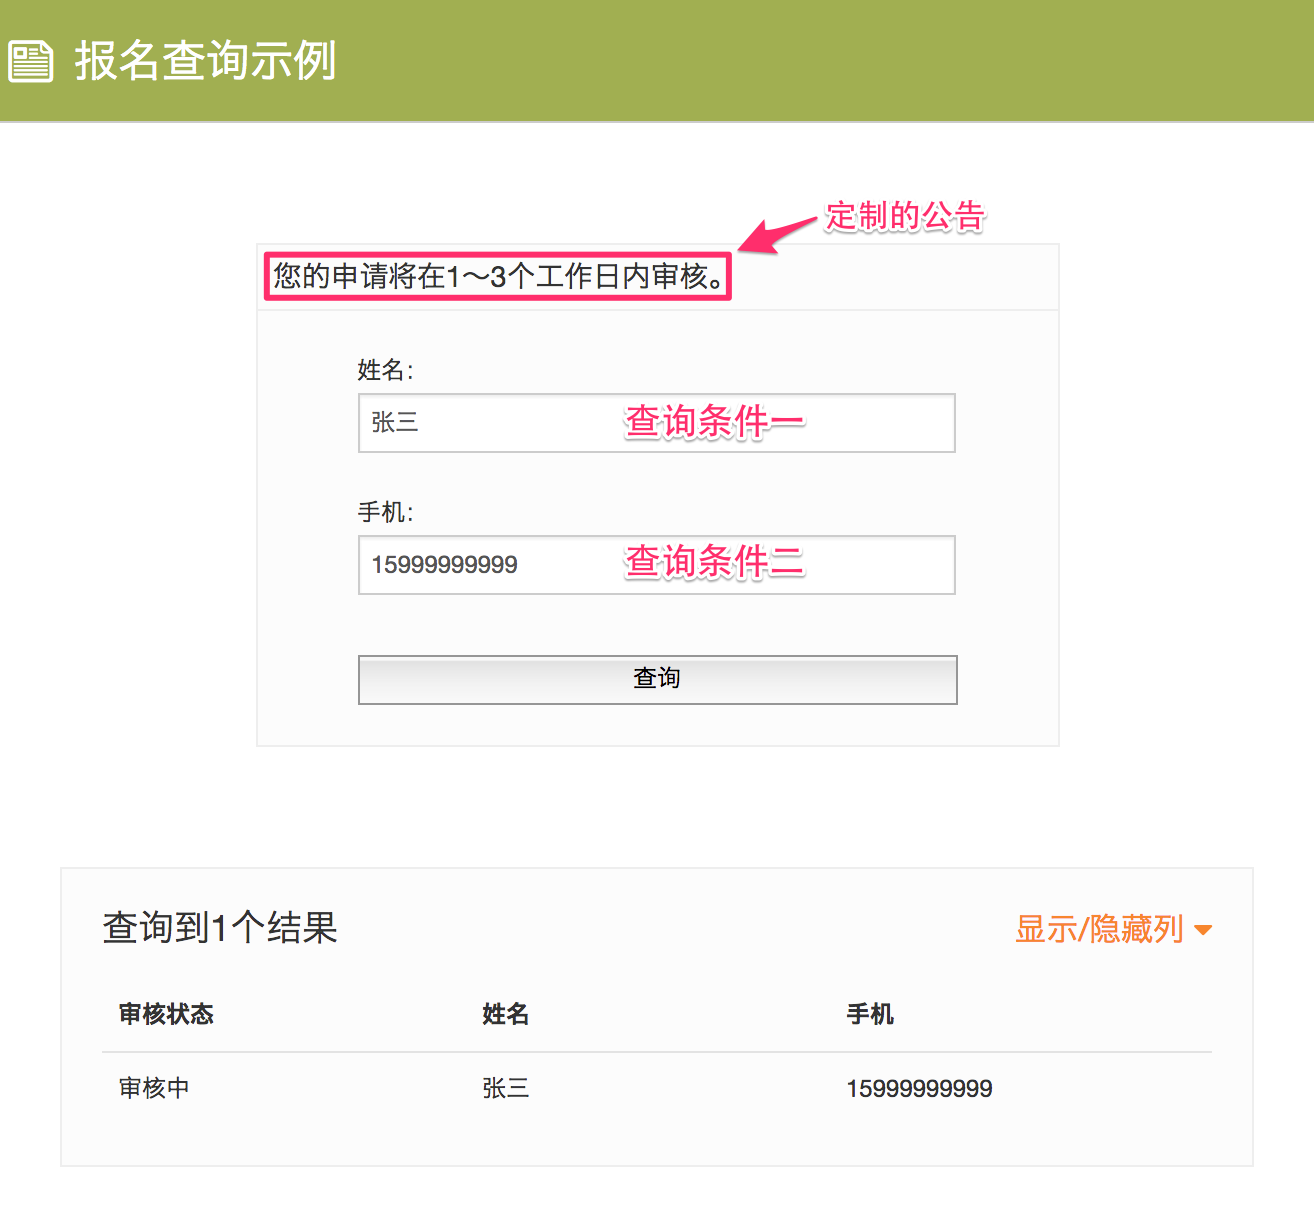 报名查询示例
定制的公告
您的申请将在1～3个工作日内审核。
姓名:
张三 查询条件一
手机:
15999999999 查询条件二
查询
查询到1个结果 显示/隐藏列
审核状态 姓名 手机
审核中 张三 15999999999